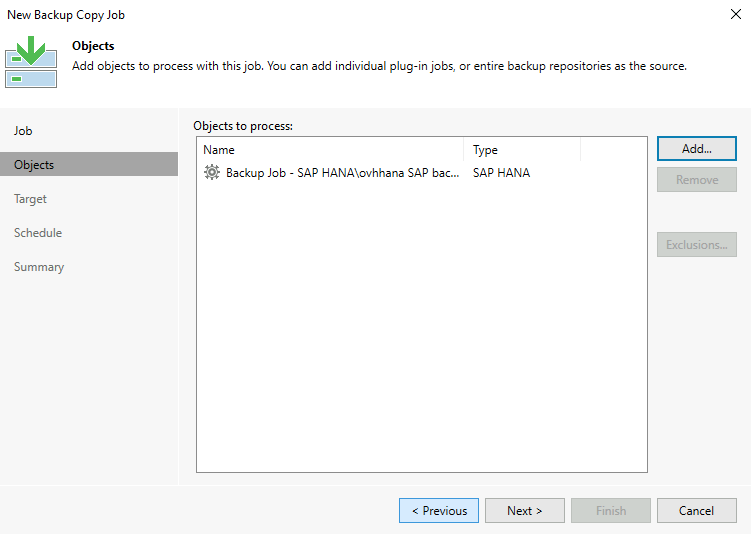 New Backup Copy Job
Objects
Add objects to process with this job. You can add individual plug-in jobs, or entire backup repositories as the source.
Job
Objects
Target
Schedule
Summary
Objects to process:
Name Type
Backup Job - SAP HANA\ovhhana SAP bac... SAP HANA
Add...
Remove
Exclusions...
< Previous Next > Finish Cancel